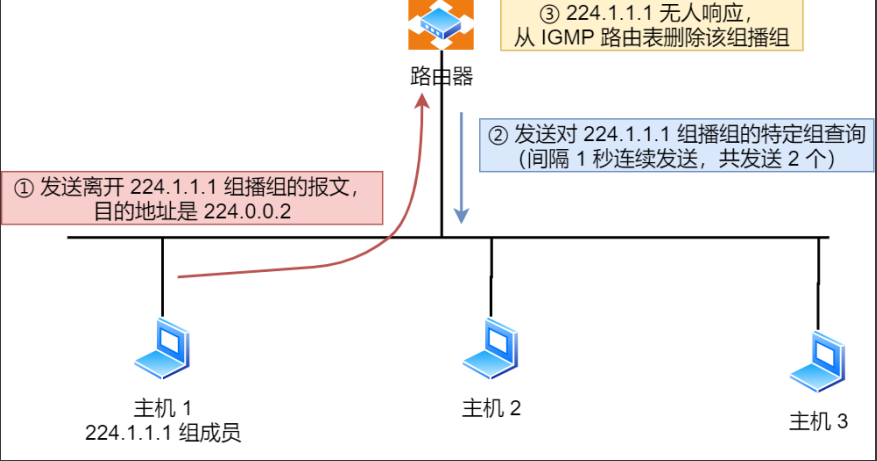 ③ 224.1.1.1 无人响应，
从 IGMP 路由表删除该组播组
路由器
② 发送对 224.1.1.1 组播组的特定组查询
（间隔 1 秒连续发送，共发送 2 个）
① 发送离开 224.1.1.1 组播组的报文，
目的地址是 224.0.0.2
主机 1
224.1.1.1 组成员
主机 2
主机 3